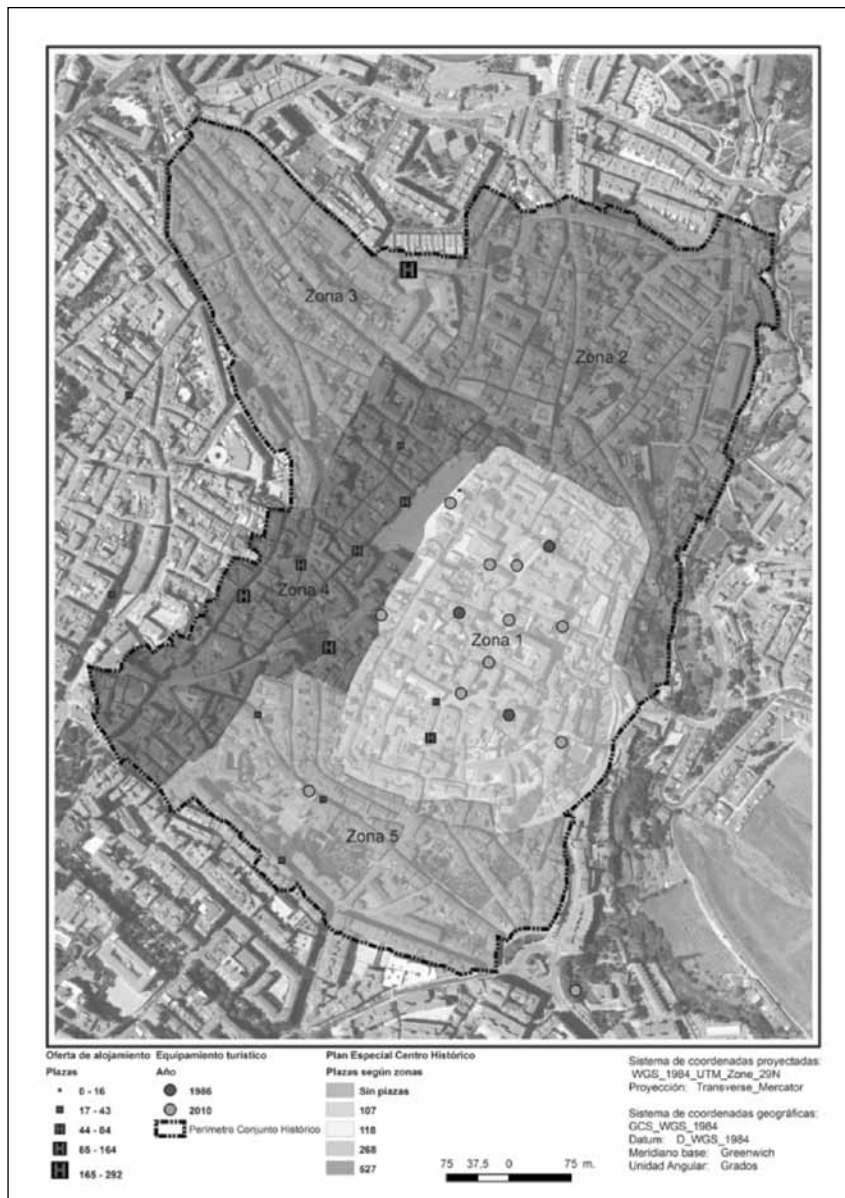 Zona 3
Zona 2
Zona 4
Zona 1
Zona 5
Oferta de alojamiento
Plazas
0 - 16
17 - 43
44 - 84
85 - 164
165 - 292
Equipamiento turístico
Año
1986
2010
Perímetro Conjunto Histórico
Plan Especial Centro Histórico
Plazas según zonas
Sin plazas
107
118
268
527
75 37,5 0 75 m.
Sistema de coordenadas proyectadas:
WGS_1984_UTM_Zone_29N
Proyección: Transverse_Mercator
Sistema de coordenadas geográficas:
GCS_WGS_1984
Datum: D_WGS_1984
Meridiano base: Greenwich
Unidad Angular: Grados